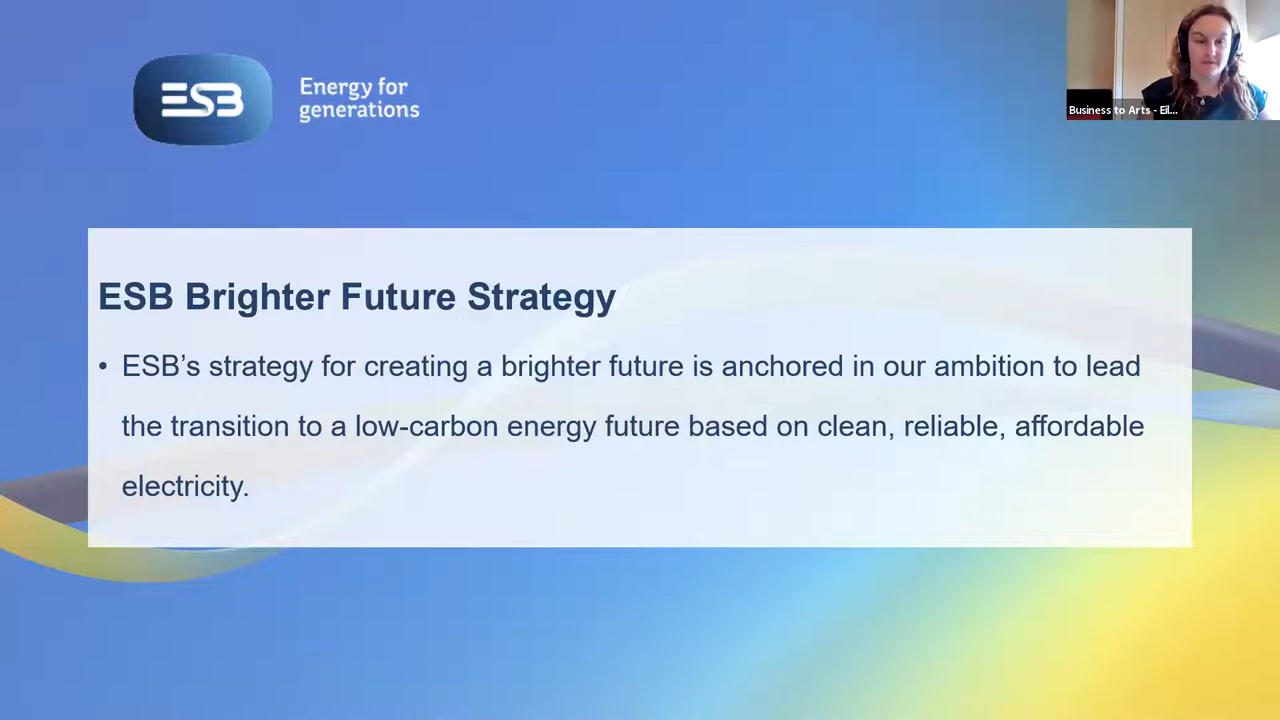 ESB
Energy for
generations
Business to Arts - Eil...
ESB Brighter Future Strategy
• ESB’s strategy for creating a brighter future is anchored in our ambition to lead
the transition to a low-carbon energy future based on clean, reliable, affordable
electricity.